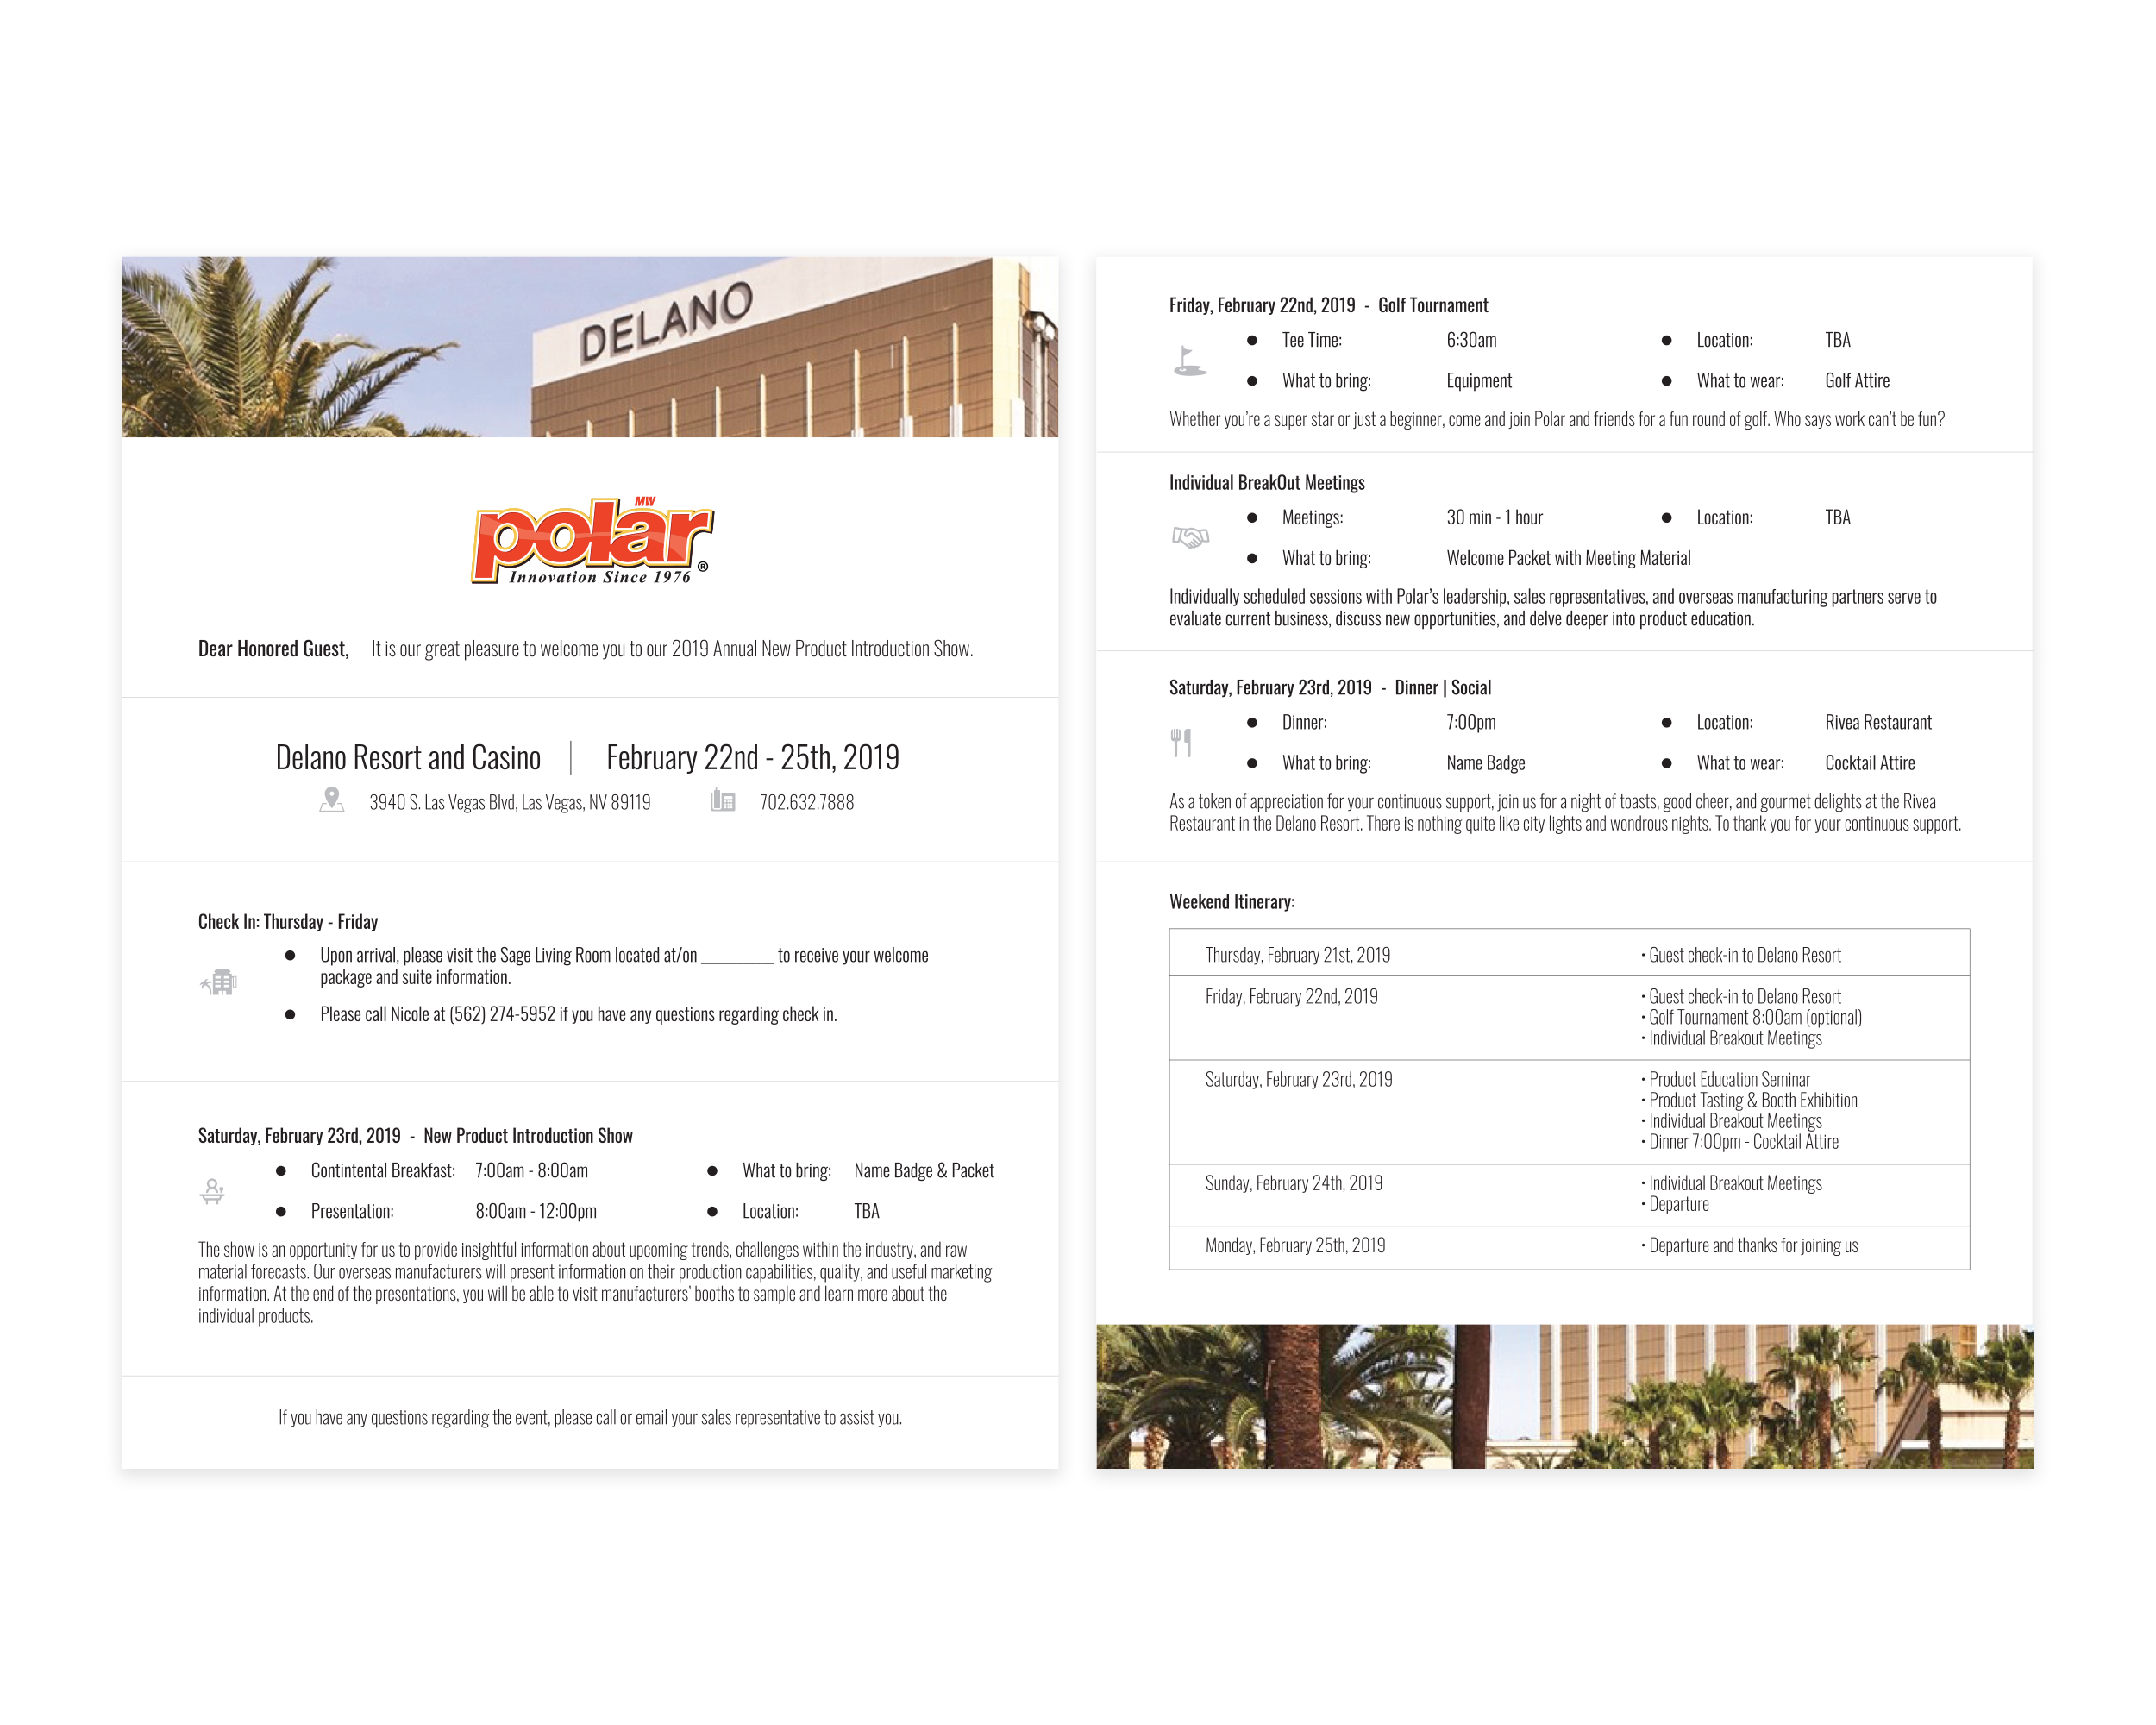 DELANO
MW
polar®
Innovation Since 1976
Dear Honored Guest, It is our great pleasure to welcome you to our 2019 Annual New Product Introduction Show.
Delano Resort and Casino | February 22nd - 25th, 2019
3940 S. Las Vegas Blvd, Las Vegas, NV 89119 702.632.7888
Check In: Thursday - Friday
● Upon arrival, please visit the Sage Living Room located at/on __________ to receive your welcome
package and suite information.
● Please call Nicole at (562) 274-5952 if you have any questions regarding check in.
Saturday, February 23rd, 2019 - New Product Introduction Show
● Contintental Breakfast: 7:00am - 8:00am ● What to bring: Name Badge & Packet
● Presentation: 8:00am - 12:00pm ● Location: TBA
The show is an opportunity for us to provide insightful information about upcoming trends, challenges within the industry, and raw
material forecasts. Our overseas manufacturers will present information on their production capabilities, quality, and useful marketing
information. At the end of the presentations, you will be able to visit manufacturers' booths to sample and learn more about the
individual products.
If you have any questions regarding the event, please call or email your sales representative to assist you.
Friday, February 22nd, 2019 - Golf Tournament
● Tee Time: 6:30am ● Location: TBA
● What to bring: Equipment ● What to wear: Golf Attire
Whether you're a super star or just a beginner, come and join Polar and friends for a fun round of golf. Who says work can't be fun?
Individual BreakOut Meetings
● Meetings: 30 min - 1 hour ● Location: TBA
● What to bring: Welcome Packet with Meeting Material
Individually scheduled sessions with Polar's leadership, sales representatives, and overseas manufacturing partners serve to
evaluate current business, discuss new opportunities, and delve deeper into product education.
Saturday, February 23rd, 2019 - Dinner | Social
● Dinner: 7:00pm ● Location: Rivea Restaurant
● What to bring: Name Badge ● What to wear: Cocktail Attire
As a token of appreciation for your continuous support, join us for a night of toasts, good cheer, and gourmet delights at the Rivea
Restaurant in the Delano Resort. There is nothing quite like city lights and wondrous nights. To thank you for your continuous support.
Weekend Itinerary:
Thursday, February 21st, 2019 • Guest check-in to Delano Resort
Friday, February 22nd, 2019 • Guest check-in to Delano Resort
• Golf Tournament 8:00am (optional)
• Individual Breakout Meetings
Saturday, February 23rd, 2019 • Product Education Seminar
• Product Tasting & Booth Exhibition
• Individual Breakout Meetings
• Dinner 7:00pm - Cocktail Attire
Sunday, February 24th, 2019 • Individual Breakout Meetings
• Departure
Monday, February 25th, 2019 • Departure and thanks for joining us